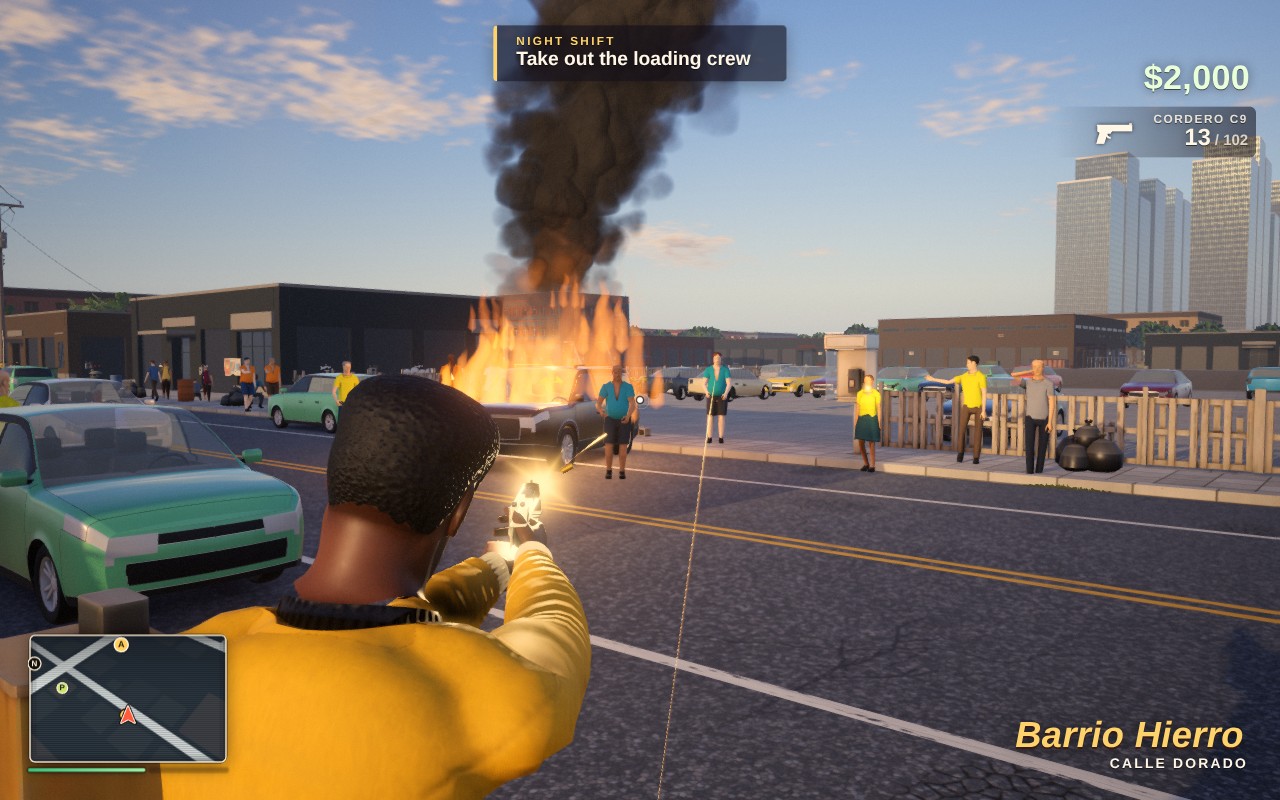 NIGHT SHIFT
Take out the loading crew
$2,000
CORDERO C9
13 / 102
A
N
P
Barrio Hierro
CALLE DORADO